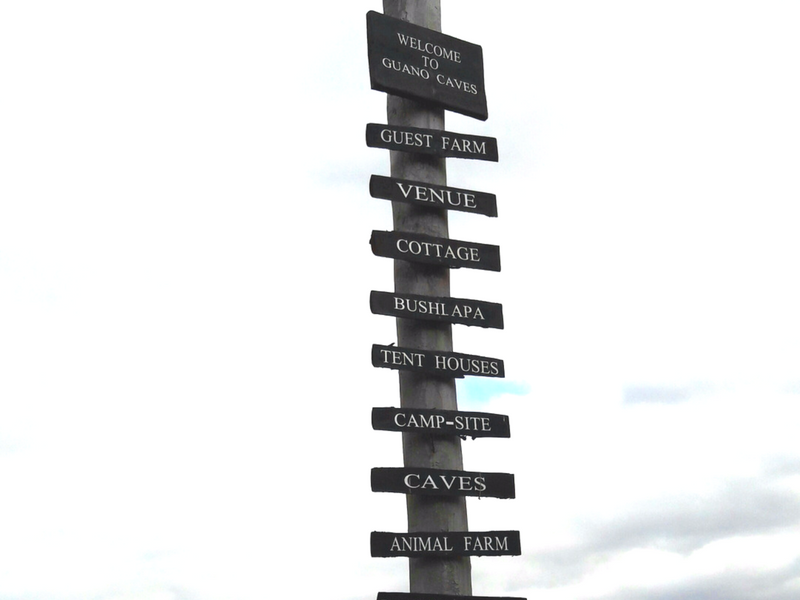 WELCOME
TO
GUANO CAVES
GUEST FARM
VENUE
COTTAGE
BUSHLAPA
TENT HOUSES
CAMP-SITE
CAVES
ANIMAL FARM